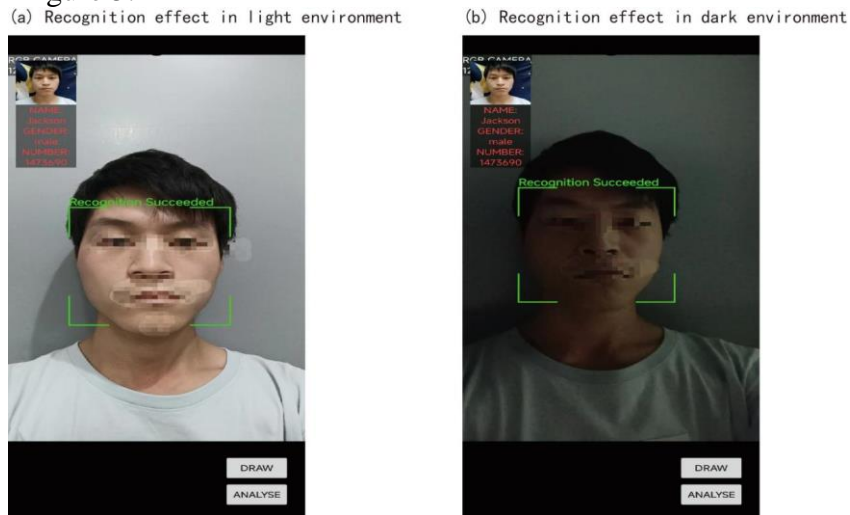 (a) Recognition effect in light environment
(b) Recognition effect in dark environment
RGB CAMERA
NAME:
Jackson
GENDER:
male
NUMBER:
1473690
Recognition Succeeded
DRAW
ANALYSE
RGB CAMERA
NAME:
Jackson
GENDER:
male
NUMBER:
1473690
Recognition Succeeded
DRAW
ANALYSE